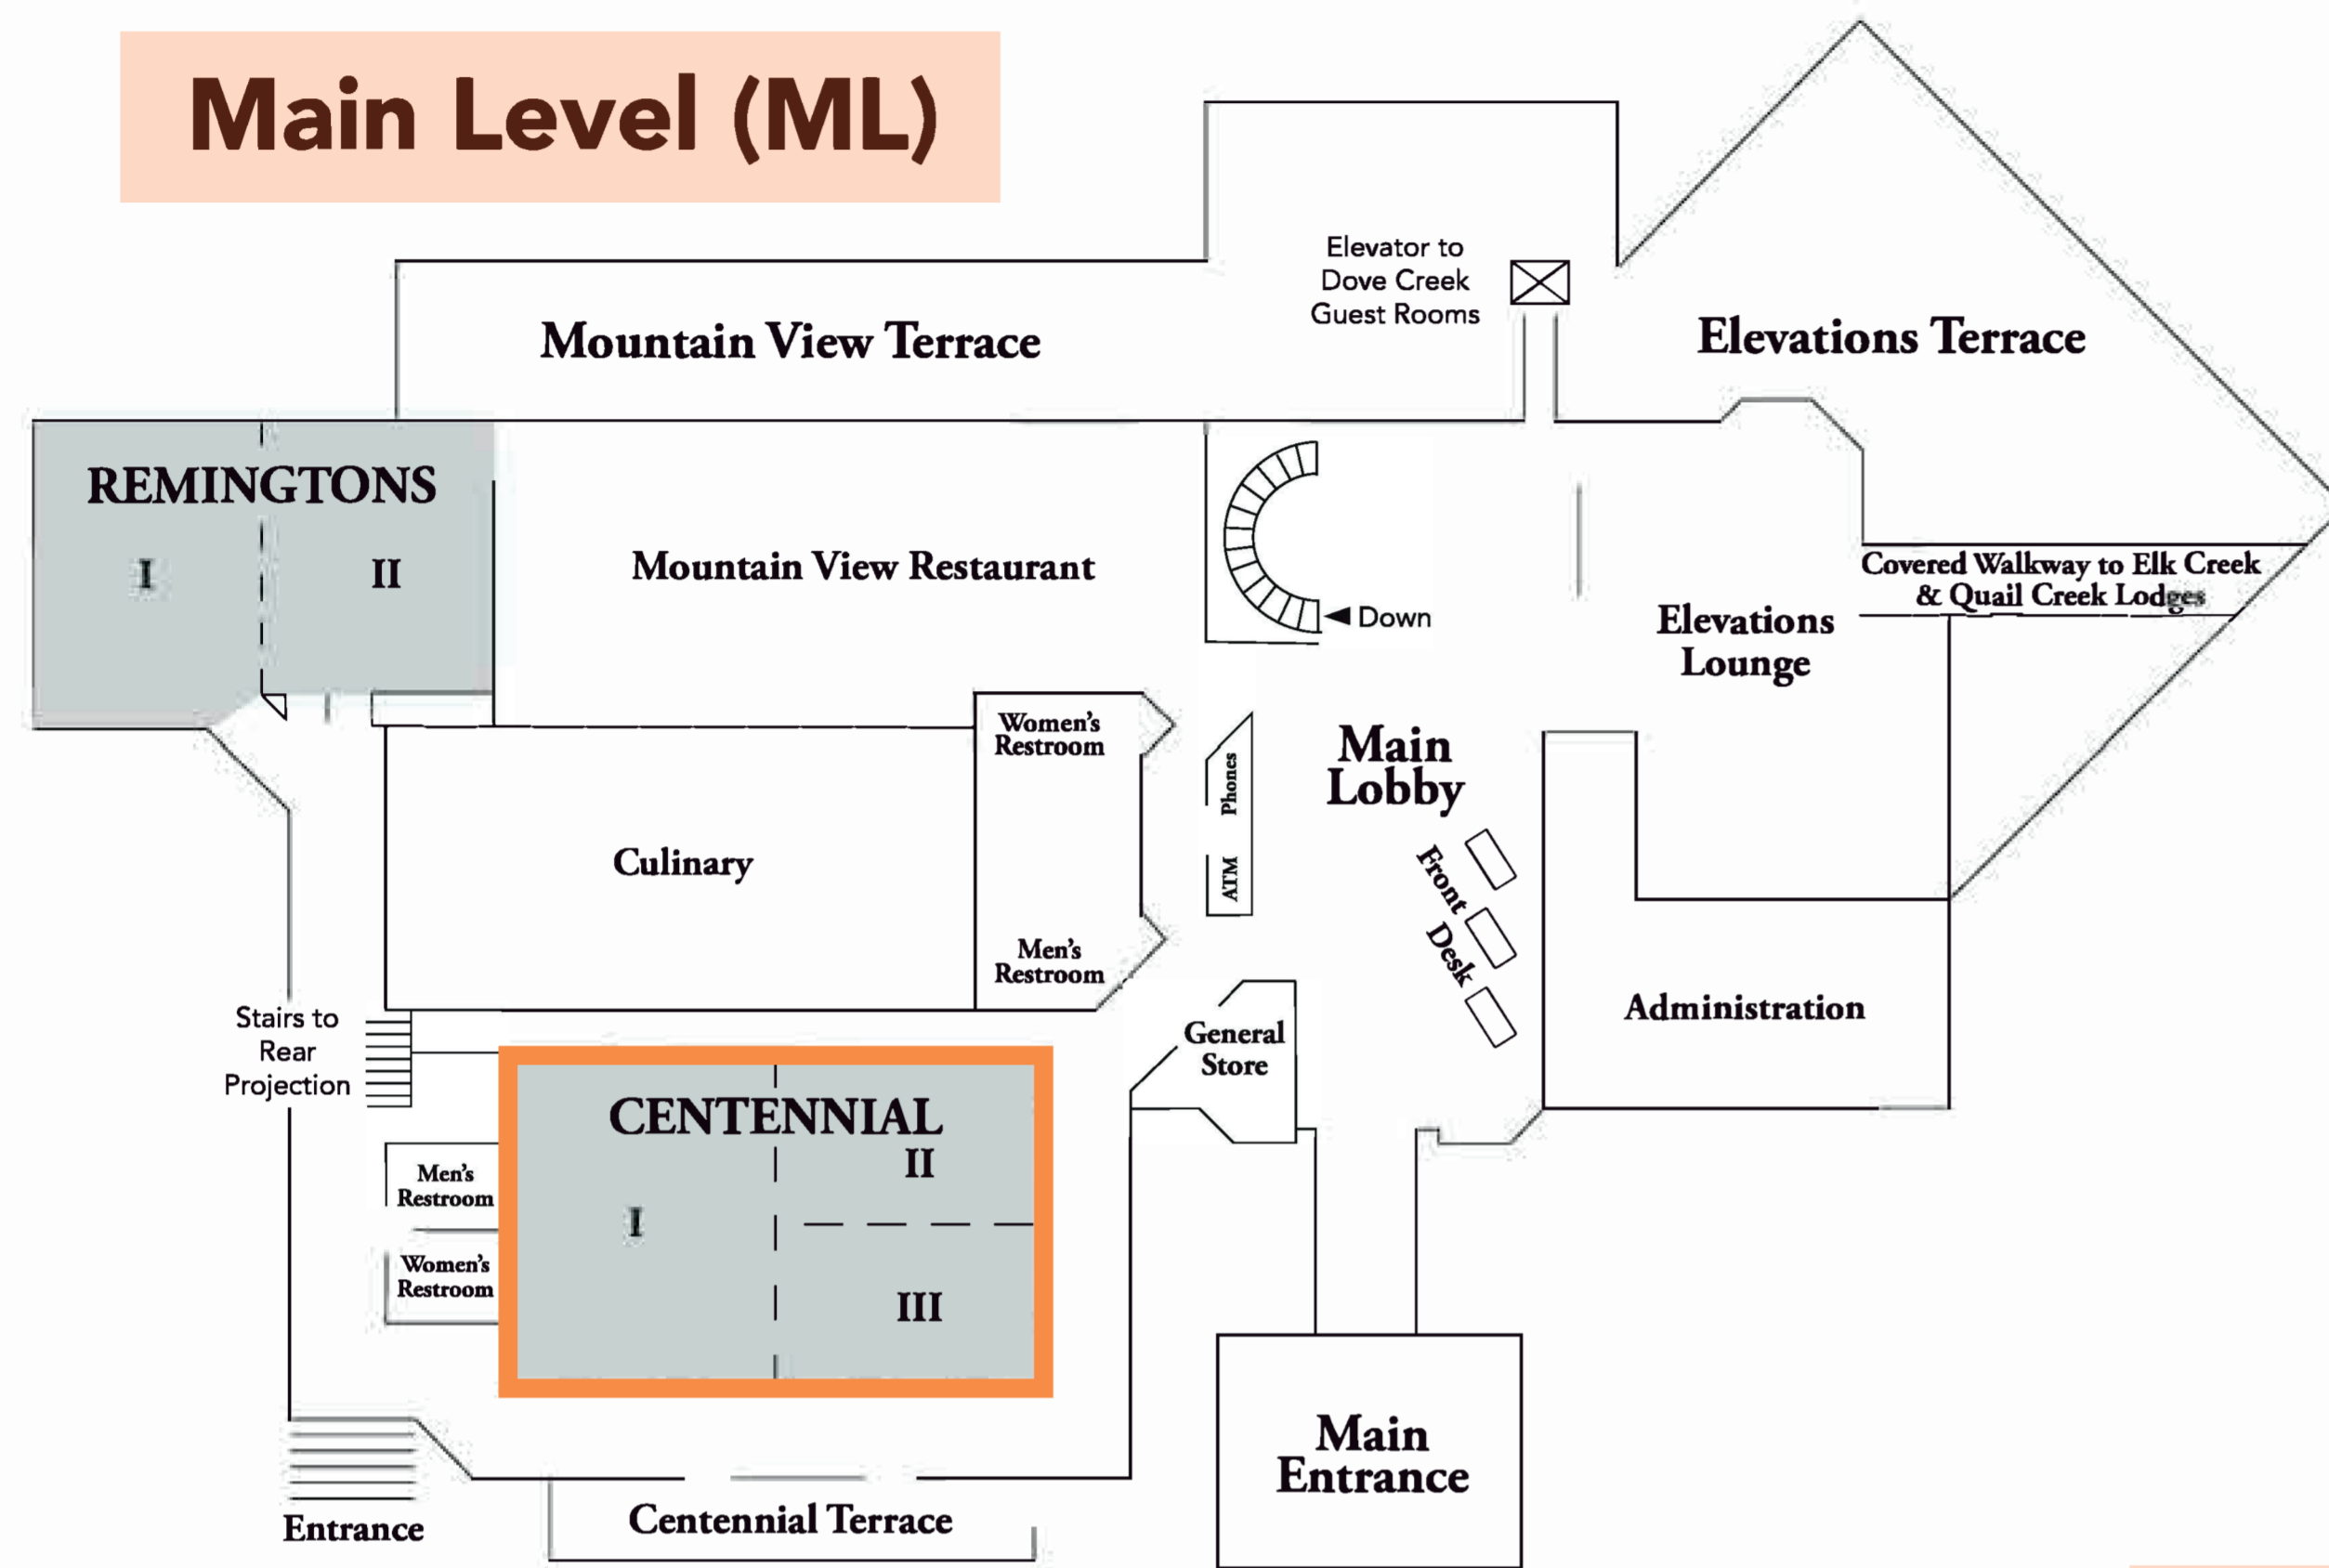 Main Level (ML)
Elevator to
Dove Creek
Guest Rooms
Mountain View Terrace
Elevations Terrace
REMINGTONS
I
II
Mountain View Restaurant
Down
Covered Walkway to Elk Creek
& Quail Creek Lodges
Elevations
Lounge
Women's
Restroom
Phones
ATM
Main
Lobby
Front
Desk
Culinary
Men's
Restroom
General
Store
Administration
Stairs to
Rear
Projection
CENTENNIAL
I
II
III
Men's
Restroom
Women's
Restroom
Main
Entrance
Entrance
Centennial Terrace